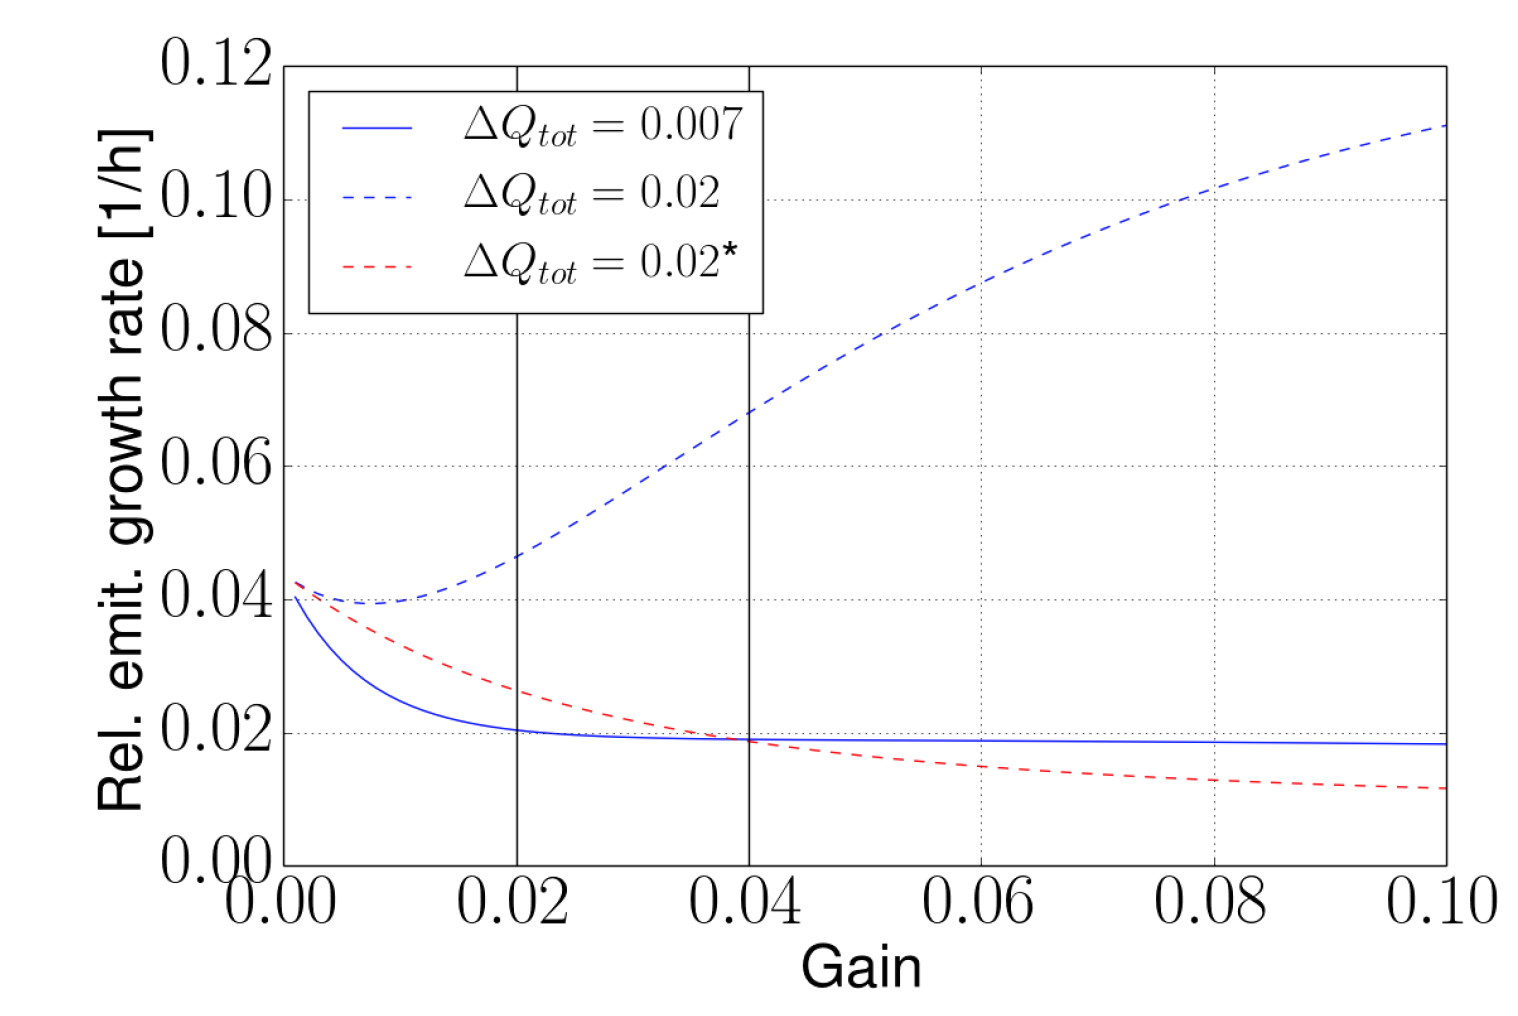 0.12
0.10
0.08
0.06
0.04
0.02
0.00
Rel. emit. growth rate [1/h]
ΔQ_tot = 0.007
ΔQ_tot = 0.02
ΔQ_tot = 0.02*
0.00 0.02 0.04 0.06 0.08 0.10
Gain